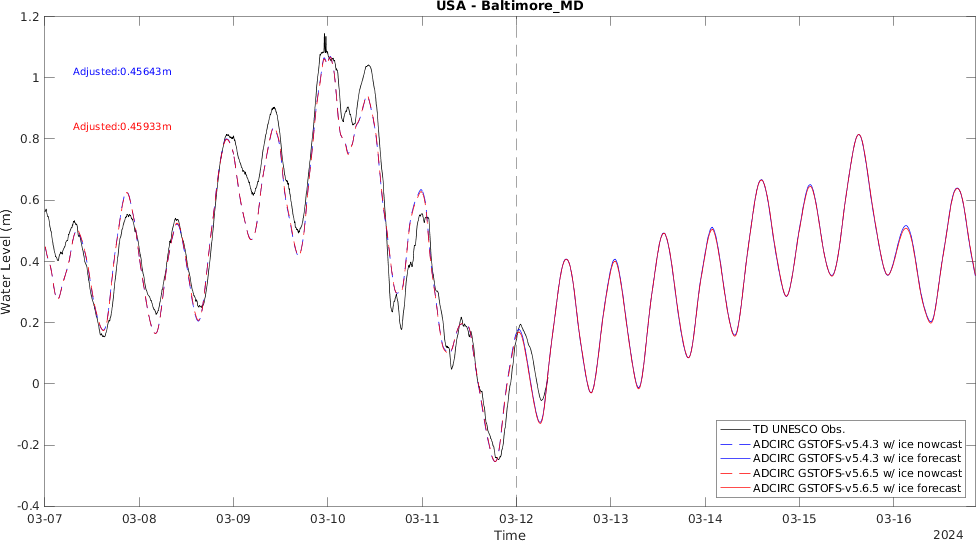 USA - Baltimore_MD
1.2
1
0.8
0.6
0.4
0.2
0
-0.2
-0.4
Water Level (m)
Adjusted:0.45643m
Adjusted:0.45933m
TD UNESCO Obs.
ADCIRC GSTOFS-v5.4.3 w/ ice nowcast
ADCIRC GSTOFS-v5.4.3 w/ ice forecast
ADCIRC GSTOFS-v5.6.5 w/ ice nowcast
ADCIRC GSTOFS-v5.6.5 w/ ice forecast
03-07 03-08 03-09 03-10 03-11 03-12 03-13 03-14 03-15 03-16
Time
2024